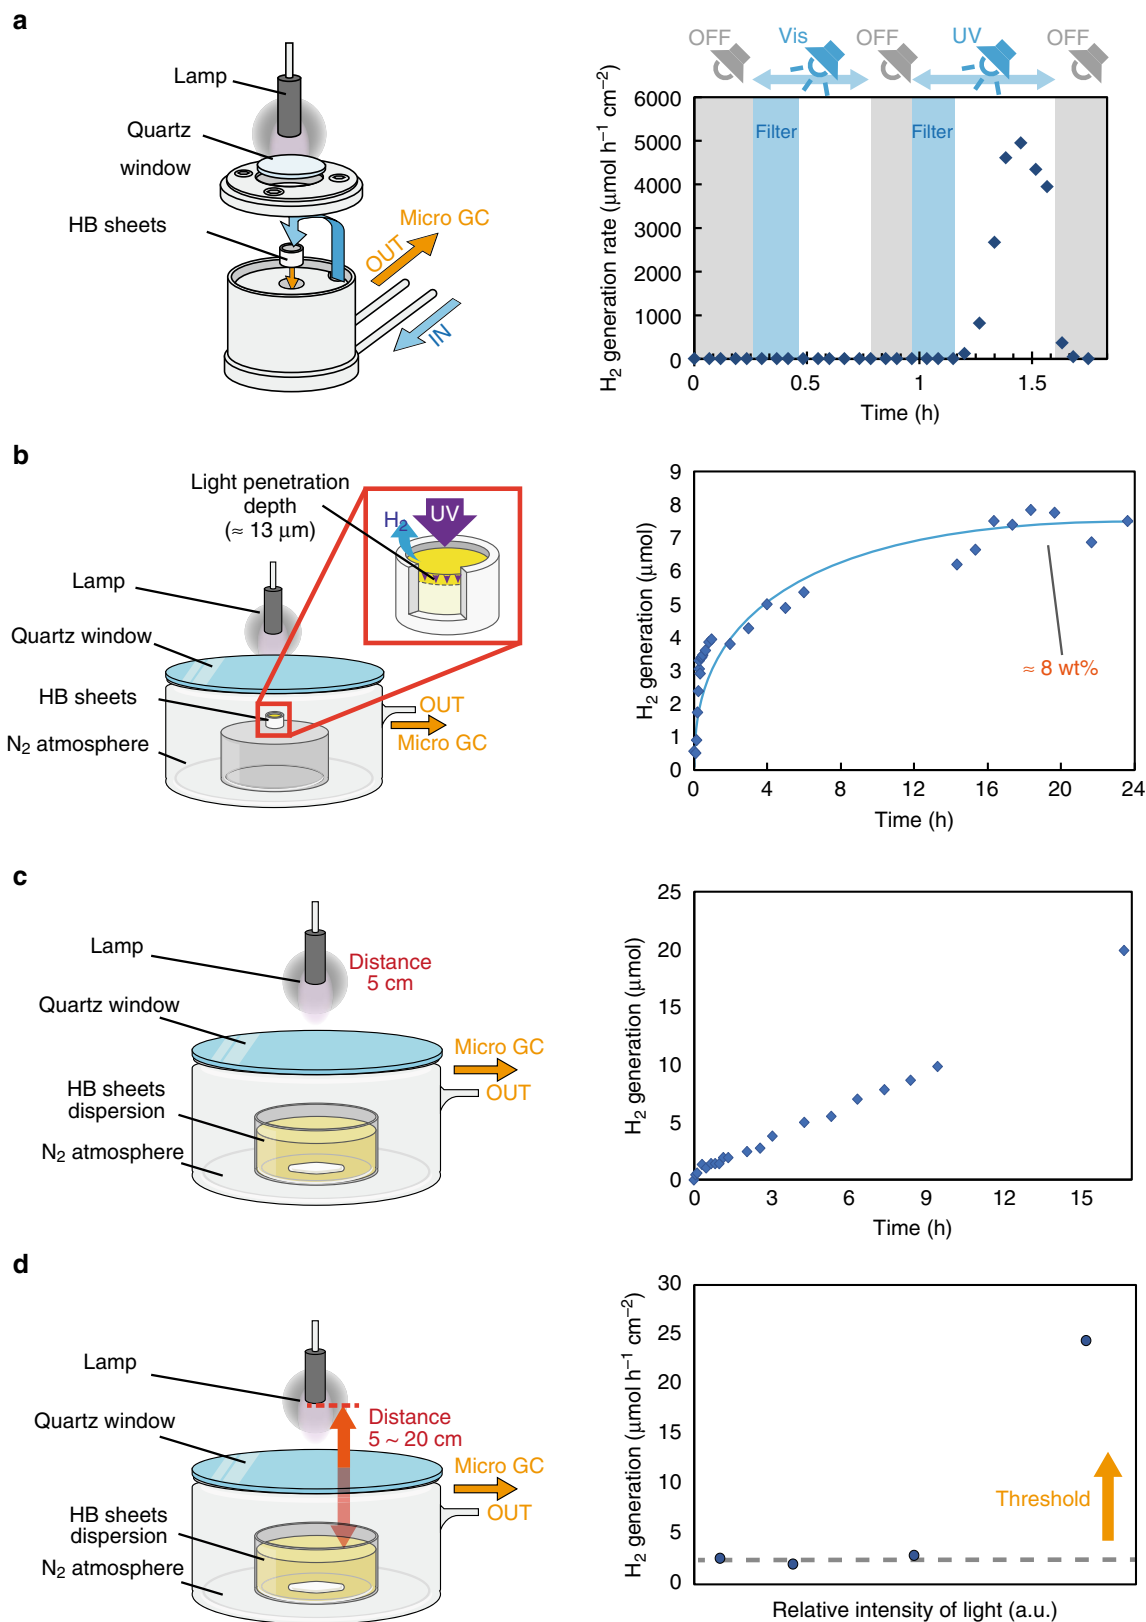 a
Lamp
Quartz
window
HB sheets
Micro GC
OUT
IN
OFF
Vis
OFF
UV
OFF
Filter
Filter
H₂ generation rate (μmol h⁻¹ cm⁻²)
6000
5000
4000
3000
2000
1000
0
0
0.5
1
1.5
Time (h)
b
Light penetration
depth
(≈ 13 μm)
H₂
UV
Lamp
Quartz window
HB sheets
N₂ atmosphere
OUT
Micro GC
H₂ generation (μmol)
9
8
7
6
5
4
3
2
1
0
≈ 8 wt%
0
4
8
12
16
20
24
Time (h)
c
Lamp
Distance
5 cm
Quartz window
Micro GC
OUT
HB sheets
dispersion
N₂ atmosphere
H₂ generation (μmol)
25
20
15
10
5
0
0
3
6
9
12
15
Time (h)
d
Lamp
Distance
5 ~ 20 cm
Quartz window
Micro GC
OUT
HB sheets
dispersion
N₂ atmosphere
H₂ generation (μmol h⁻¹ cm⁻²)
30
25
20
15
10
5
0
Threshold
Relative intensity of light (a.u.)